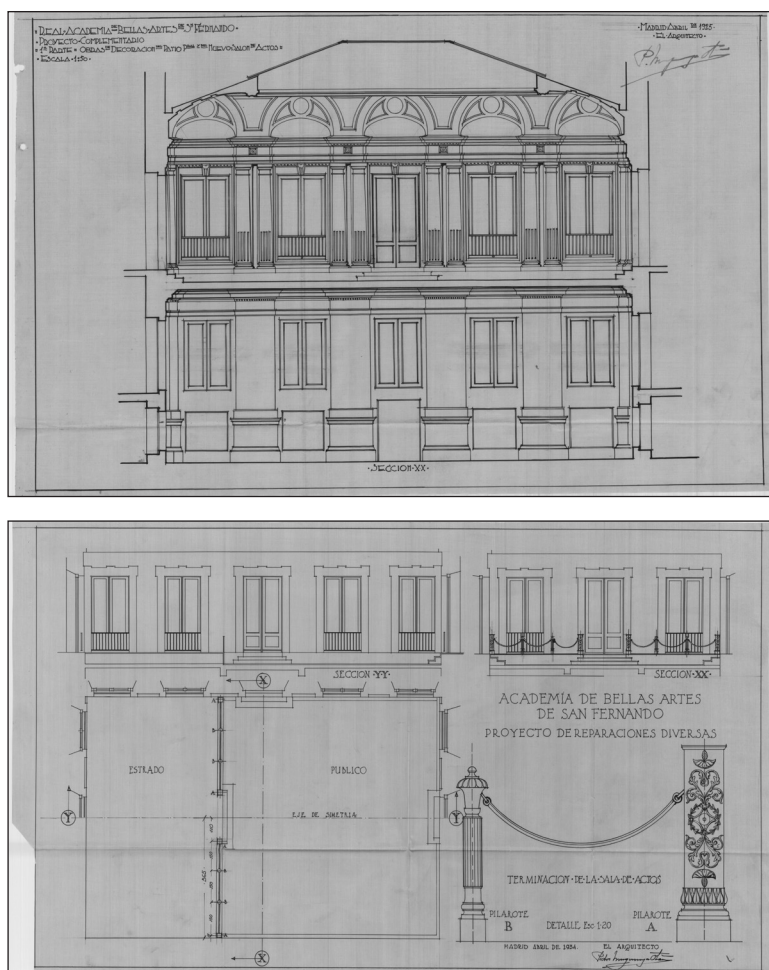 ·REAL·ACADEMIA DE BELLAS·ARTES DE Sn FERNANDO·
·PROYECTO·COMPLEMENTARIO
=1ª PARTE = OBRAS DE DECORACION DEL PATIO PARA NUEVO SALON DE ACTOS=
·ESCALA·1:50·
·MADRID·ABRIL DE 1935·
·EL ARQUITECTO·
·SECCION·XX·
SECCION·YY·
SECCION·XX·
X
ACADEMIA DE BELLAS ARTES
DE SAN FERNANDO
PROYECTO DE REPARACIONES DIVERSAS
ESTRADO
PUBLICO
Y
EJE DE SIMETRIA
Y
TERMINACION·DE·LA·SALA·DE·ACTOS
PILAROTE
B
DETALLE Esc 1·20
PILAROTE
A
MADRID ABRIL DE 1934.
EL ARQUITECTO
X